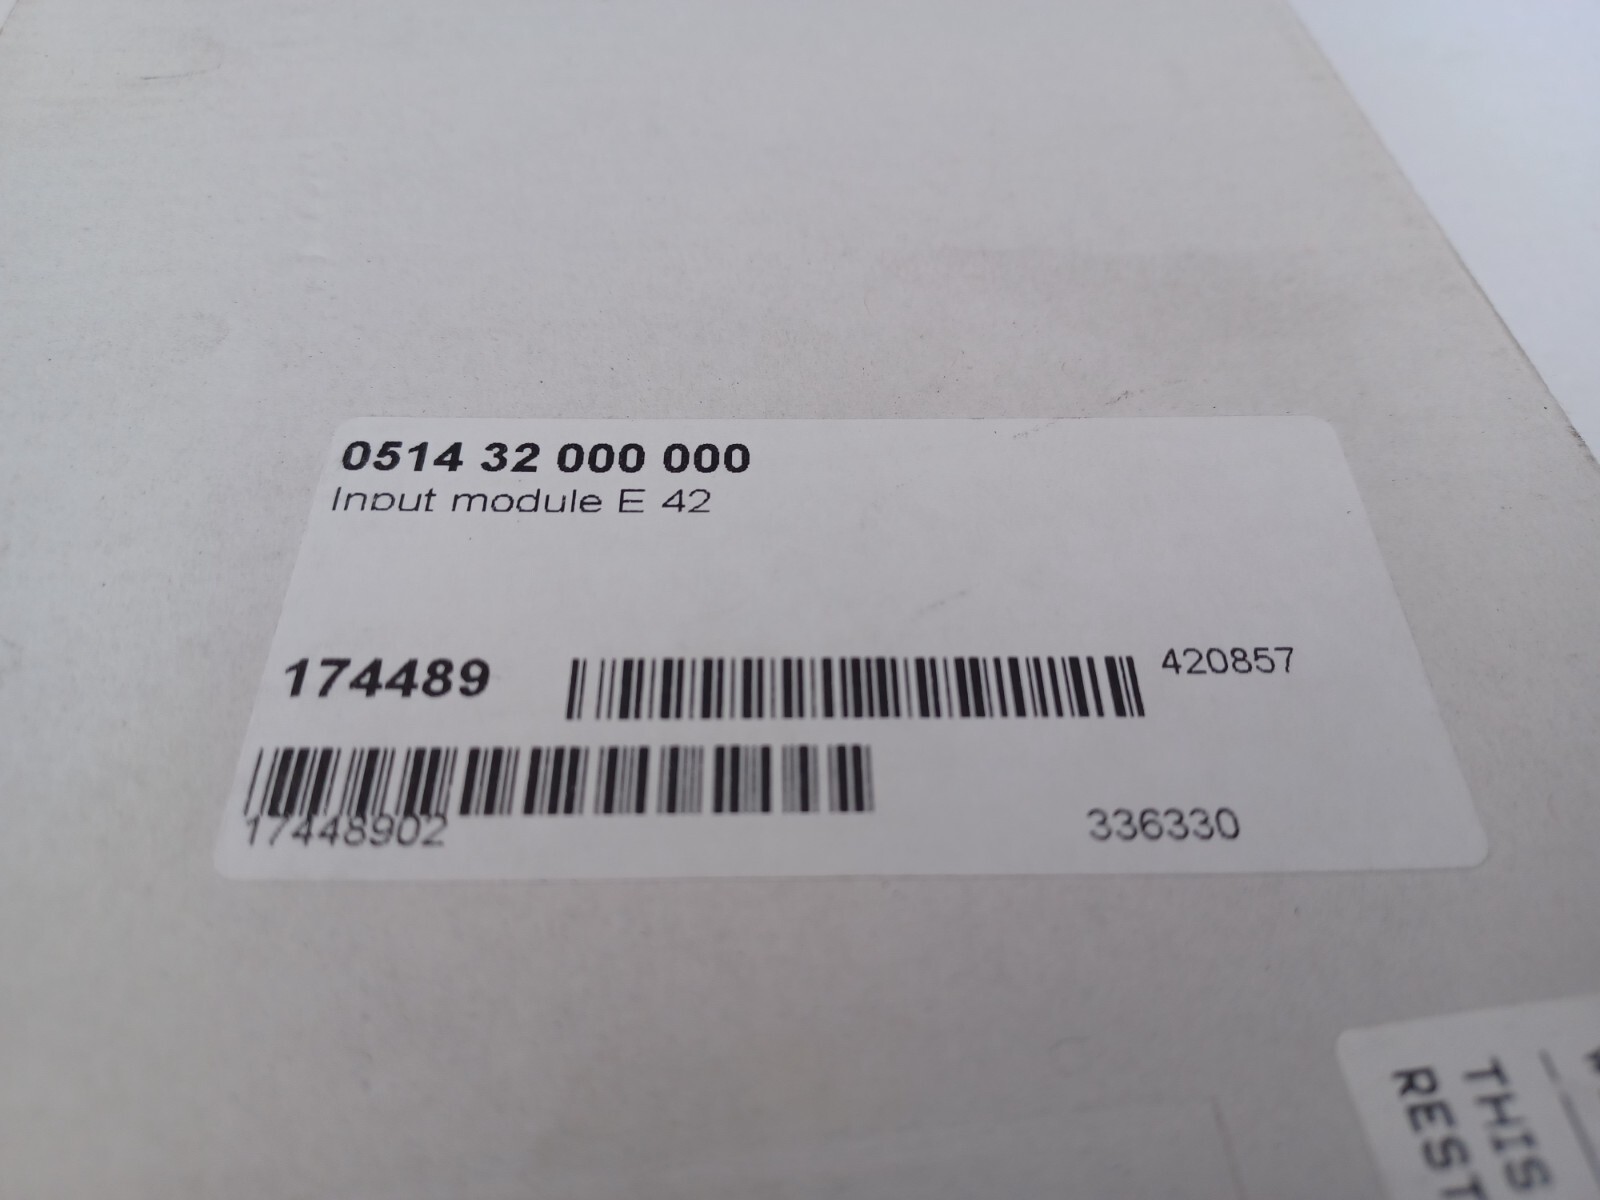 0514 32 000 000
Input module E 42
174489
420857
17448902
336330
THIS
REST